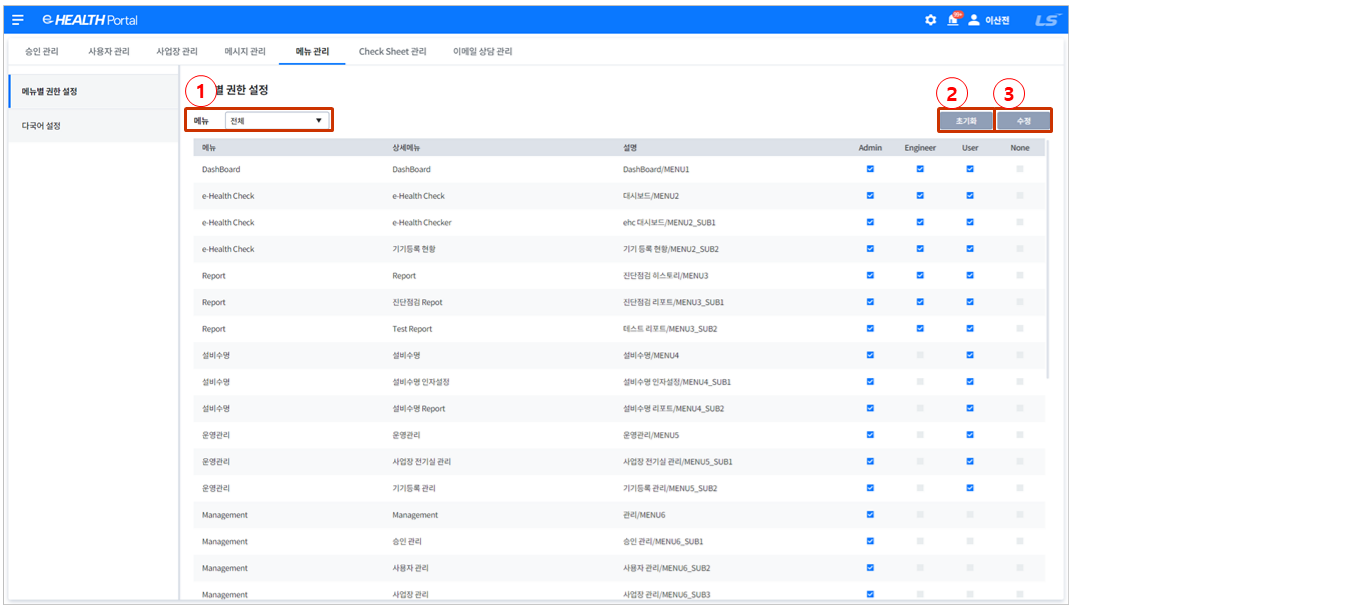 e HEALTH Portal 99+ 이산전 LS
승인 관리 사용자 관리 사업장 관리 메시지 관리 메뉴 관리 Check Sheet 관리 이메일 상담 관리
메뉴별 권한 설정
다국어 설정
1 별 권한 설정 2 3
메뉴 전체 초기화 수정
메뉴 상세메뉴 설명 Admin Engineer User None
DashBoard DashBoard DashBoard/MENU1
e-Health Check e-Health Check 대시보드/MENU2
e-Health Check e-Health Checker ehc 대시보드/MENU2_SUB1
e-Health Check 기기등록 현황 기기 등록 현황/MENU2_SUB2
Report Report 진단점검 히스토리/MENU3
Report 진단점검 Repot 진단점검 리포트/MENU3_SUB1
Report Test Report 테스트 리포트/MENU3_SUB2
설비수명 설비수명 설비수명/MENU4
설비수명 설비수명 인자설정 설비수명 인자설정/MENU4_SUB1
설비수명 설비수명 Report 설비수명 리포트/MENU4_SUB2
운영관리 운영관리 운영관리/MENU5
운영관리 사업장 전기실 관리 사업장 전기실 관리/MENU5_SUB1
운영관리 기기등록 관리 기기등록 관리/MENU5_SUB2
Management Management 관리/MENU6
Management 승인 관리 승인 관리/MENU6_SUB1
Management 사용자 관리 사용자 관리/MENU6_SUB2
Management 사업장 관리 사업장 관리/MENU6_SUB3